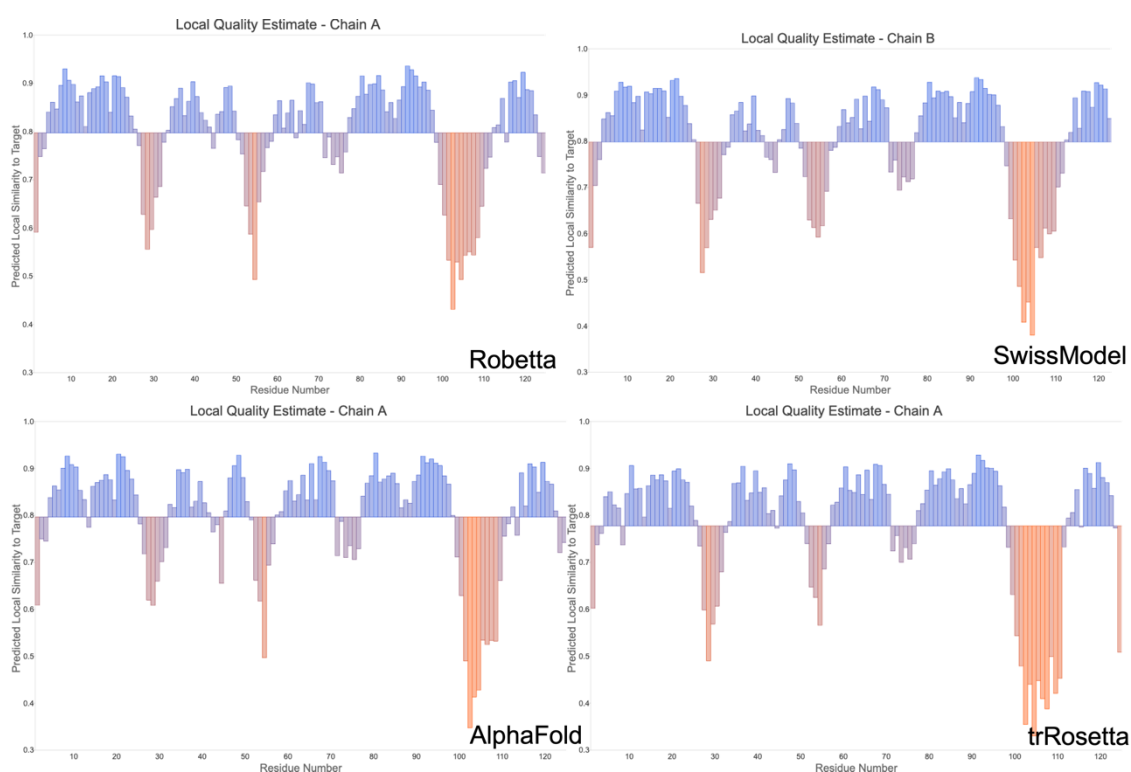 Local Quality Estimate - Chain A
Predicted Local Similarity to Target
1.0
0.9
0.8
0.7
0.6
0.5
0.4
0.3
10 20 30 40 50 60 70 80 90 100 110 120
Residue Number
Robetta
Local Quality Estimate - Chain B
Predicted Local Similarity to Target
1.0
0.9
0.8
0.7
0.6
0.5
0.4
0.3
10 20 30 40 50 60 70 80 90 100 110 120
Residue Number
SwissModel
Local Quality Estimate - Chain A
Predicted Local Similarity to Target
1.0
0.9
0.8
0.7
0.6
0.5
0.4
0.3
10 20 30 40 50 60 70 80 90 100 110 120
Residue Number
AlphaFold
Local Quality Estimate - Chain A
Predicted Local Similarity to Target
1.0
0.9
0.8
0.7
0.6
0.5
0.4
0.3
10 20 30 40 50 60 70 80 90 100 110 120
Residue Number
trRosetta